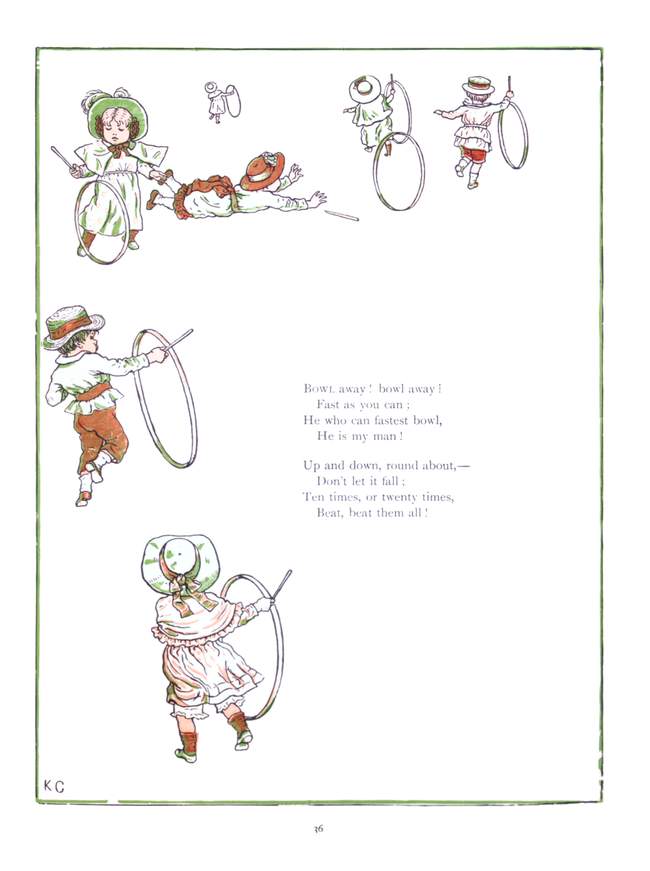 Bowl away ! bowl away !
Fast as you can ;
He who can fastest bowl,
He is my man !
Up and down, round about,—
Don't let it fall ;
Ten times, or twenty times,
Beat, beat them all !
KG
36